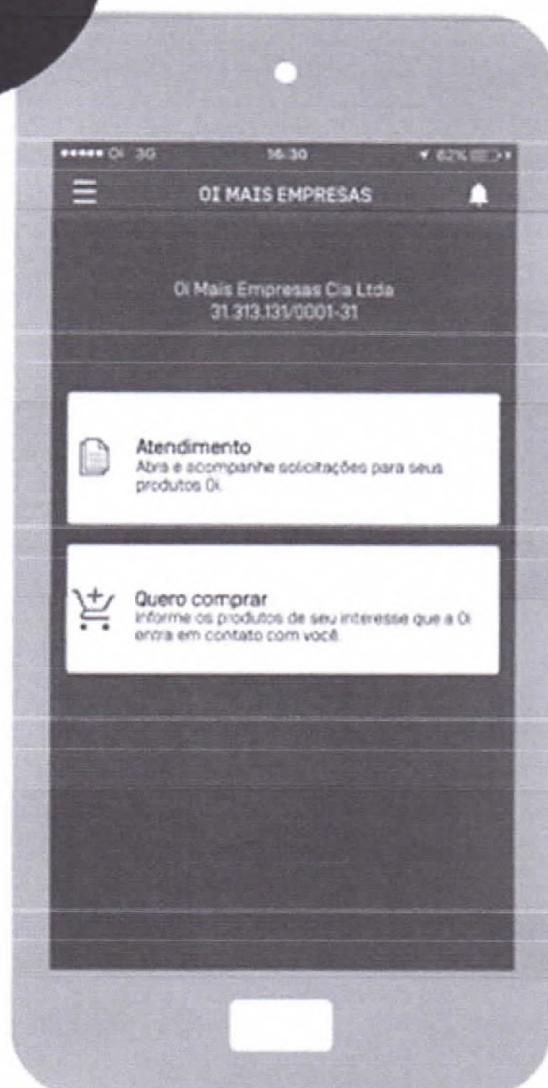 Oi 3G 16:30 62%
OI MAIS EMPRESAS
Oi Mais Empresas Cia Ltda
31.313.131/0001-31
Atendimento
Abra e acompanhe solicitações para seus
produtos Oi.
Quero comprar
Informe os produtos de seu interesse que a Oi
entra em contato com você.